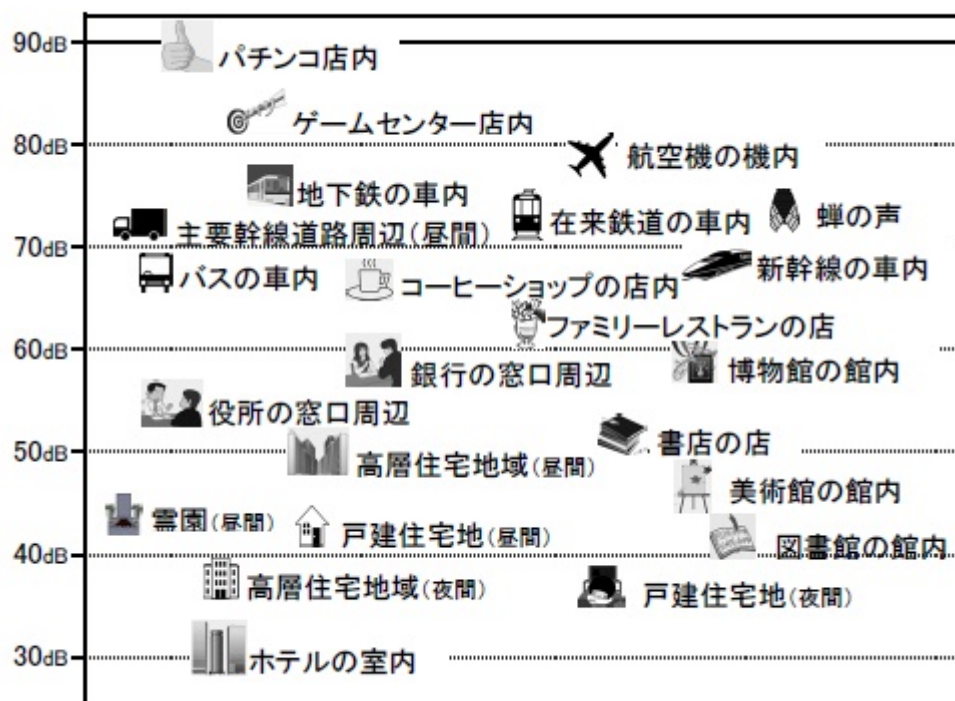 90dB
パチンコ店内
ゲームセンター店内
80dB
航空機の機内
地下鉄の車内
主要幹線道路周辺(昼間)
在来鉄道の車内
蝉の声
70dB
バスの車内
コーヒーショップの店内
新幹線の車内
ファミリーレストランの店
60dB
銀行の窓口周辺
博物館の館内
役所の窓口周辺
書店の店
50dB
高層住宅地域(昼間)
美術館の館内
霊園(昼間)
戸建住宅地(昼間)
図書館の館内
40dB
高層住宅地域(夜間)
戸建住宅地(夜間)
30dB
ホテルの室内